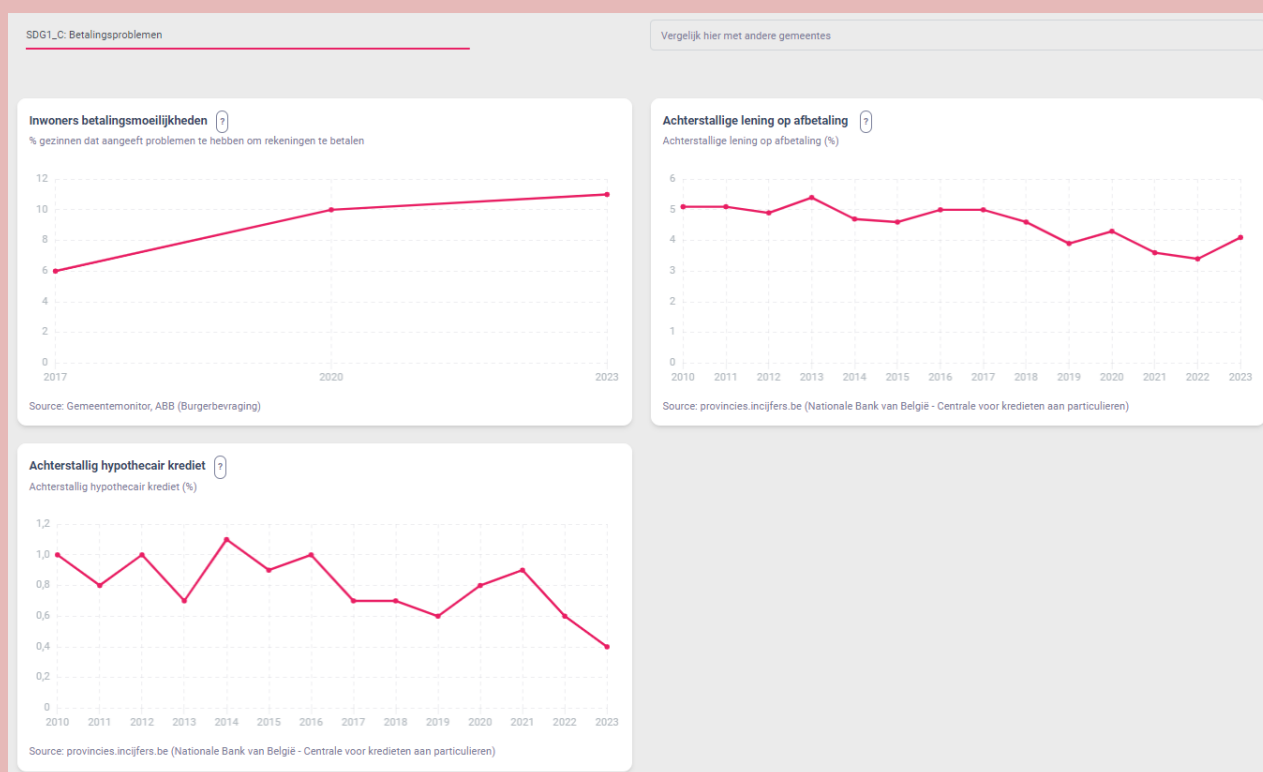 SDG1_C: Betalingsproblemen
Vergelijk hier met andere gemeentes
Inwoners betalingsmoeilijkheden ?
% gezinnen dat aangeeft problemen te hebben om rekeningen te betalen
12
10
8
6
4
2
0
2017 2020 2023
Source: Gemeentemonitor, ABB (Burgerbevraging)
Achterstallige lening op afbetaling ?
Achterstallige lening op afbetaling (%)
6
5
4
3
2
1
0
2010 2011 2012 2013 2014 2015 2016 2017 2018 2019 2020 2021 2022 2023
Source: provincies.incijfers.be (Nationale Bank van België - Centrale voor kredieten aan particulieren)
Achterstallig hypothecair krediet ?
Achterstallig hypothecair krediet (%)
1,2
1,0
0,8
0,6
0,4
0,2
0
2010 2011 2012 2013 2014 2015 2016 2017 2018 2019 2020 2021 2022 2023
Source: provincies.incijfers.be (Nationale Bank van België - Centrale voor kredieten aan particulieren)